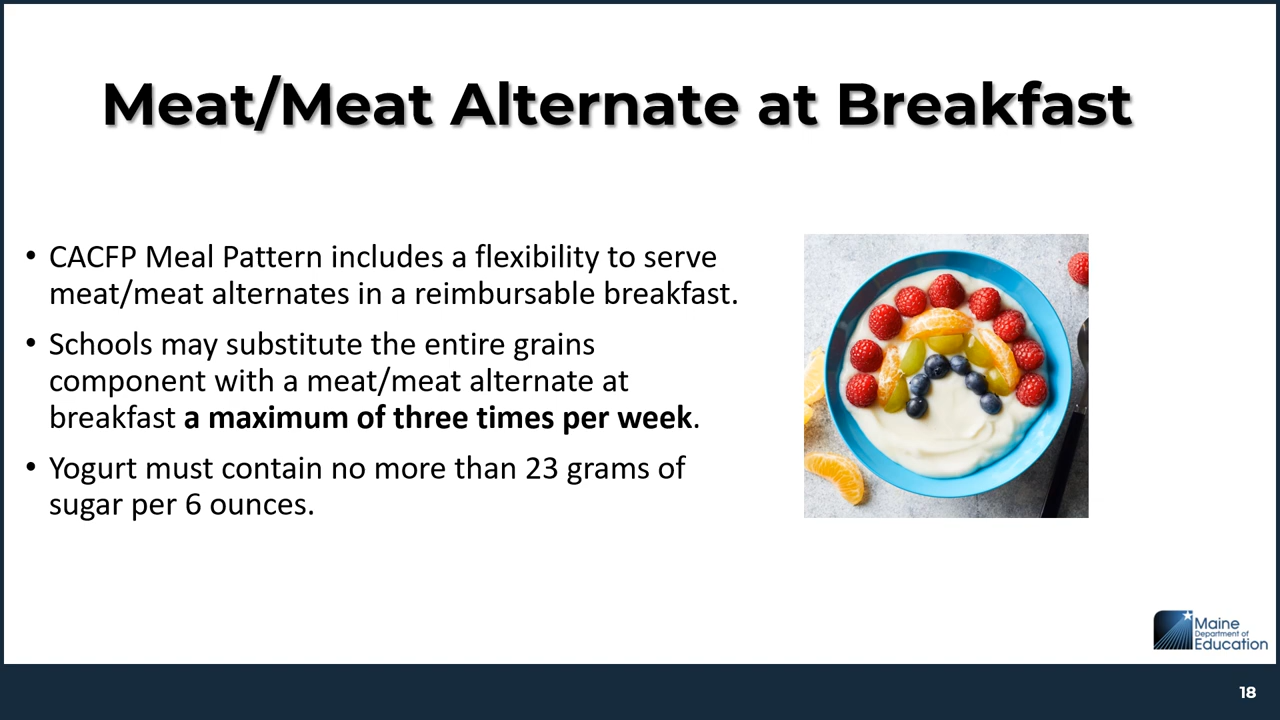 Meat/Meat Alternate at Breakfast
• CACFP Meal Pattern includes a flexibility to serve
meat/meat alternates in a reimbursable breakfast.
• Schools may substitute the entire grains
component with a meat/meat alternate at
breakfast a maximum of three times per week.
• Yogurt must contain no more than 23 grams of
sugar per 6 ounces.
Maine
Department of
Education
18